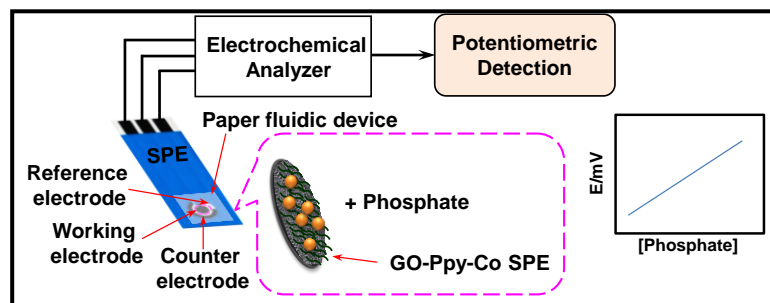 Electrochemical
Analyzer
Potentiometric
Detection
Paper fluidic device
SPE
Reference
electrode
Working
electrode
Counter
electrode
+ Phosphate
GO-Ppy-Co SPE
E/mV
[Phosphate]